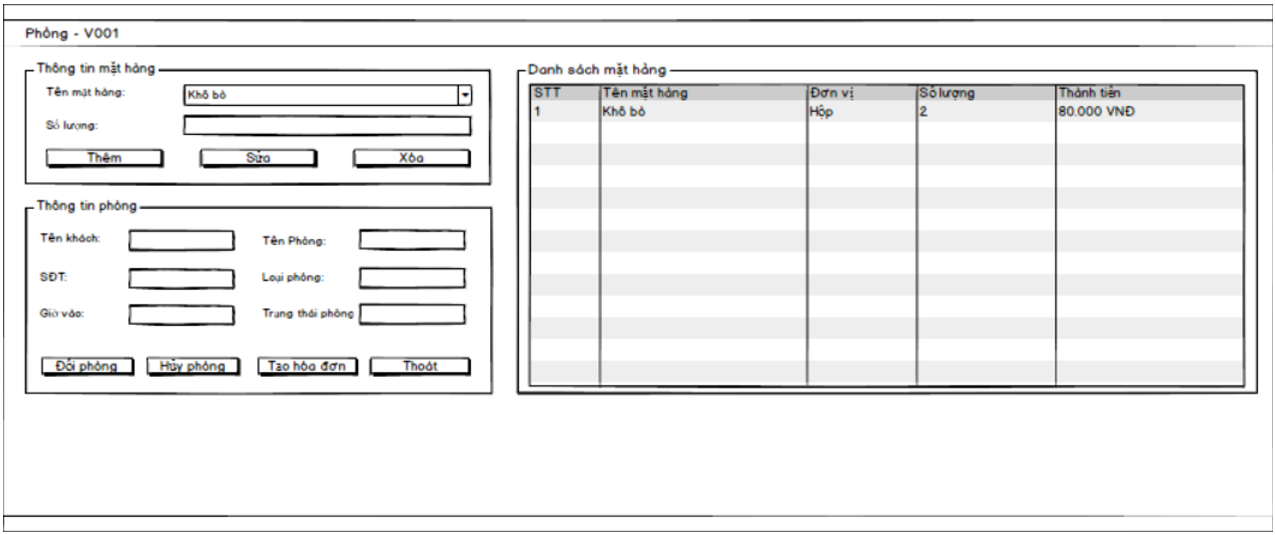 Phòng - V001
Thông tin mặt hàng
Tên mặt hàng:
Khô bò
Số lượng:
Thêm
Sửa
Xóa
Thông tin phòng
Tên khách:
Tên Phòng:
SĐT:
Loại phòng:
Giờ vào:
Trạng thái phòng
Đổi phòng
Hủy phòng
Tạo hóa đơn
Thoát
Danh sách mặt hàng
STT Tên mặt hàng Đơn vị Số lượng Thành tiền
1 Khô bò Hộp 2 80.000 VNĐ